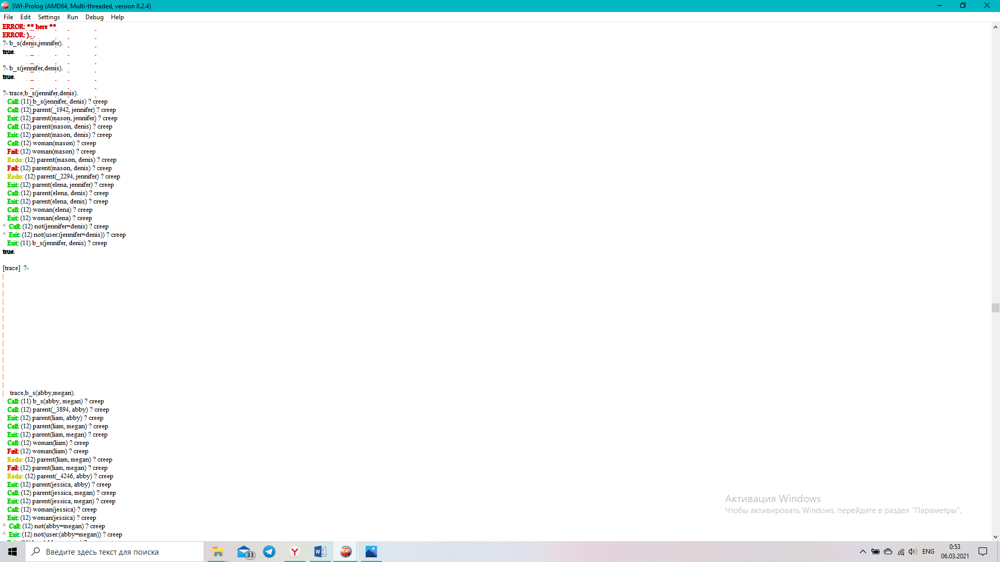 SWI-Prolog (AMD64, Multi-threaded, version 8.2.4)
File Edit Settings Run Debug Help
ERROR: ** here **
ERROR: ).. .
?- b_s(denis,jennifer).
true.
?- b_s(jennifer,denis).
true.
?- trace,b_s(jennifer,denis).
Call: (11) b_s(jennifer, denis) ? creep
Call: (12) parent(_1942, jennifer) ? creep
Exit: (12) parent(mason, jennifer) ? creep
Call: (12) parent(mason, denis) ? creep
Exit: (12) parent(mason, denis) ? creep
Call: (12) woman(mason) ? creep
Fail: (12) woman(mason) ? creep
Redo: (12) parent(mason, denis) ? creep
Fail: (12) parent(mason, denis) ? creep
Redo: (12) parent(_2294, jennifer) ? creep
Exit: (12) parent(elena, jennifer) ? creep
Call: (12) parent(elena, denis) ? creep
Exit: (12) parent(elena, denis) ? creep
Call: (12) woman(elena) ? creep
Exit: (12) woman(elena) ? creep
^ Call: (12) not(jennifer=denis) ? creep
^ Exit: (12) not(user:(jennifer=denis)) ? creep
Exit: (11) b_s(jennifer, denis) ? creep
true.
[trace] ?-
| trace,b_s(abby,megan).
Call: (11) b_s(abby, megan) ? creep
Call: (12) parent(_3894, abby) ? creep
Exit: (12) parent(liam, abby) ? creep
Call: (12) parent(liam, megan) ? creep
Exit: (12) parent(liam, megan) ? creep
Call: (12) woman(liam) ? creep
Fail: (12) woman(liam) ? creep
Redo: (12) parent(liam, megan) ? creep
Fail: (12) parent(liam, megan) ? creep
Redo: (12) parent(_4246, abby) ? creep
Exit: (12) parent(jessica, abby) ? creep
Call: (12) parent(jessica, megan) ? creep
Exit: (12) parent(jessica, megan) ? creep
Call: (12) woman(jessica) ? creep
Exit: (12) woman(jessica) ? creep
^ Call: (12) not(abby=megan) ? creep
^ Exit: (12) not(user:(abby=megan)) ? creep
Активация Windows
Чтобы активировать Windows, перейдите в раздел "Параметры".
Введите здесь текст для поиска
33
ENG
0:53
06.03.2021